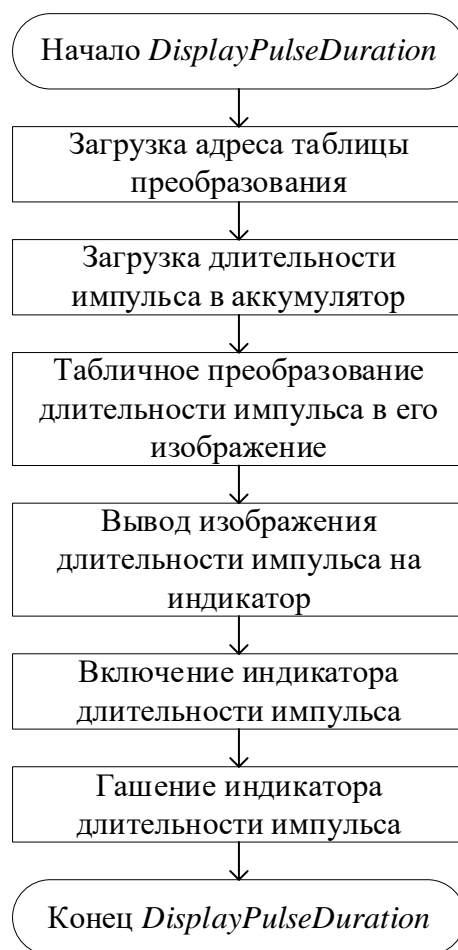 Начало DisplayPulseDuration
Загрузка адреса таблицы
преобразования
Загрузка длительности
импульса в аккумулятор
Табличное преобразование
длительности импульса в его
изображение
Вывод изображения
длительности импульса на
индикатор
Включение индикатора
длительности импульса
Гашение индикатора
длительности импульса
Конец DisplayPulseDuration